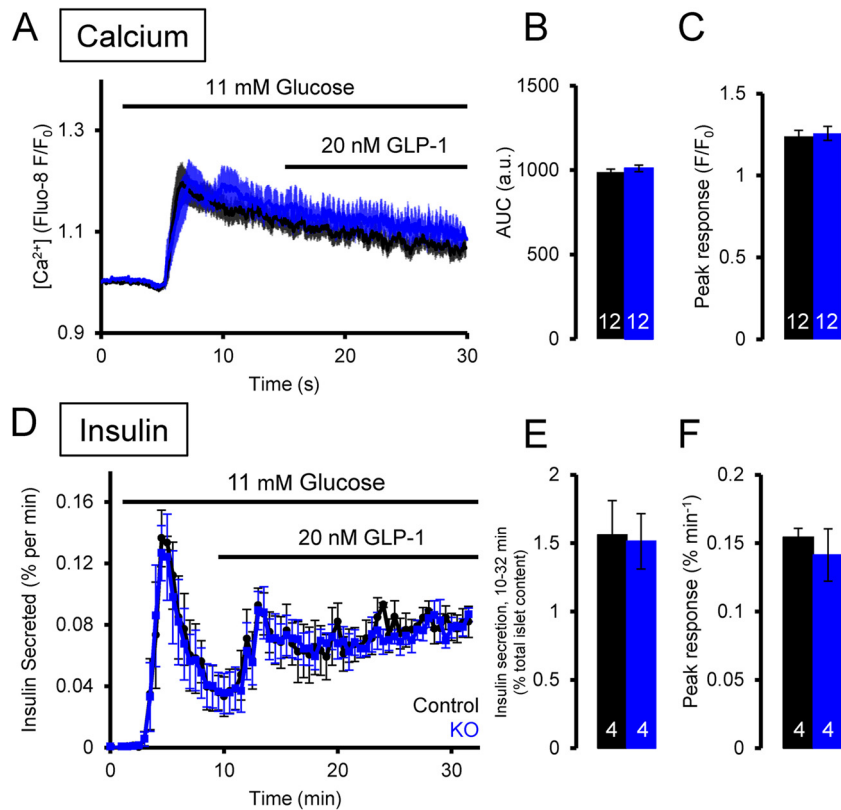 A Calcium
11 mM Glucose
20 nM GLP-1
[Ca²⁺] (Fluo-8 F/F₀)
1.3
1.1
0.9
0 10 20 30
Time (s)
B
AUC (a.u.)
1500
1000
500
0
12 12
C
Peak response (F/F₀)
1.5
1
0.5
0
12 12
D Insulin
11 mM Glucose
20 nM GLP-1
Insulin Secreted (% per min)
0.16
0.12
0.08
0.04
0
Control
KO
0 10 20 30
Time (min)
E
Insulin secretion, 10-32 min
(% total islet content)
2
1.5
1
0.5
0
4 4
F
Peak response (% min⁻¹)
0.2
0.15
0.1
0.05
0
4 4